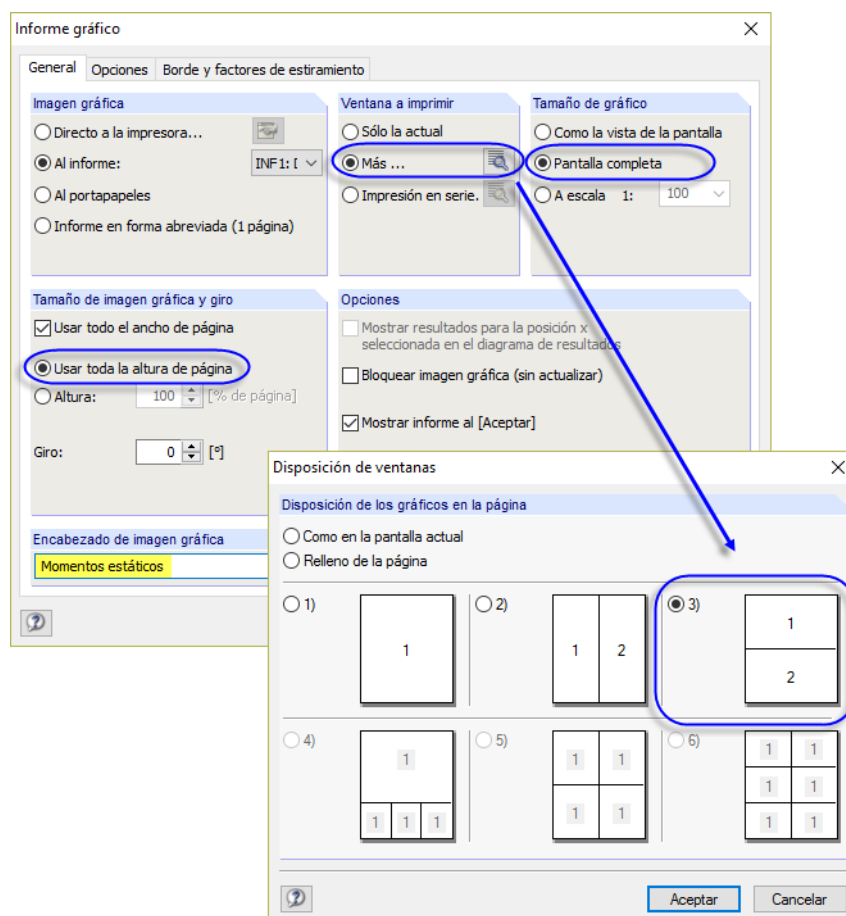 Informe gráfico
General Opciones Borde y factores de estiramiento
Imagen gráfica
Directo a la impresora...
Al informe:
INF1: [
Al portapapeles
Informe en forma abreviada (1 página)
Ventana a imprimir
Sólo la actual
Más ...
Impresión en serie.
Tamaño de gráfico
Como la vista de la pantalla
Pantalla completa
A escala 1: 100
Tamaño de imagen gráfica y giro
Usar todo el ancho de página
Usar toda la altura de página
Altura: 100 [% de página]
Giro: 0 [º]
Opciones
Mostrar resultados para la posición x
seleccionada en el diagrama de resultados
Bloquear imagen gráfica (sin actualizar)
Mostrar informe al [Aceptar]
Encabezado de imagen gráfica
Momentos estáticos
Disposición de ventanas
Disposición de los gráficos en la página
Como en la pantalla actual
Relleno de la página
1)
1
2)
1 2
3)
1
2
4)
1
1 1 1
5)
1 1
1 1
6)
1 1
1 1
1 1
Aceptar Cancelar